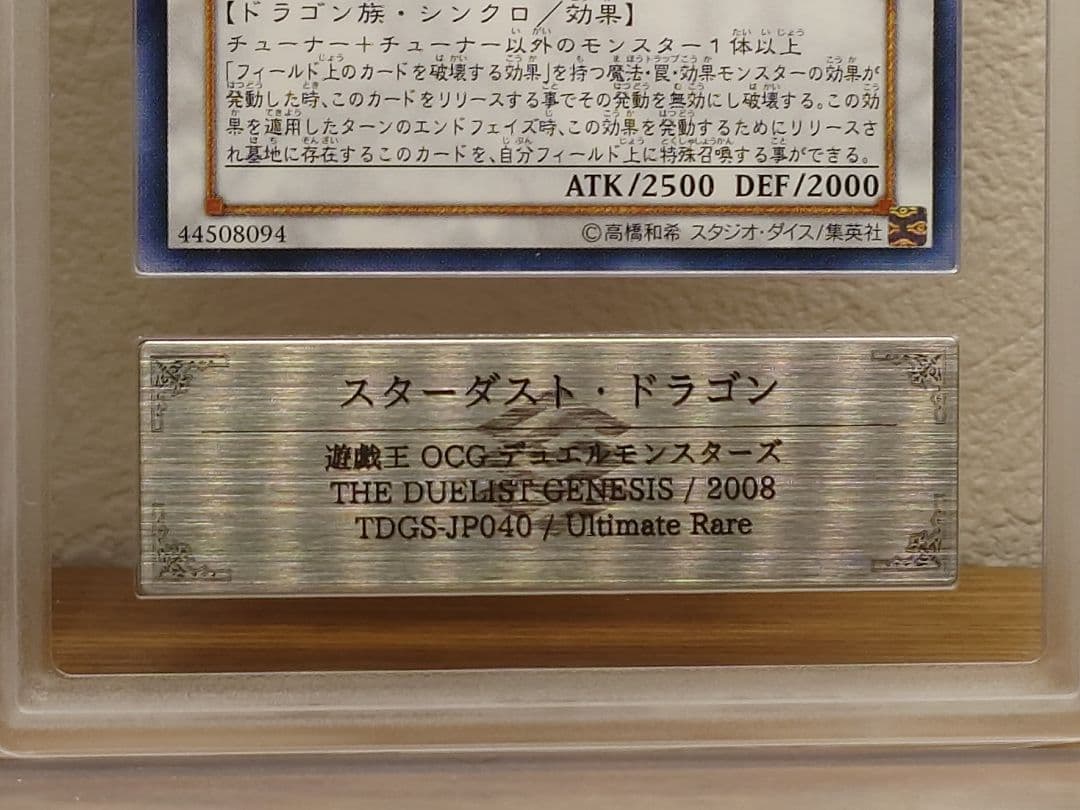 【ドラゴン族・シンクロ/効果】
チューナー+チューナー以外のモンスター1体以上
「フィールド上のカードを破壊する効果」を持つ魔法・罠・効果モンスターの効果が
発動した時、このカードをリリースする事でその発動を無効にし破壊する。この効
果を適用したターンのエンドフェイズ時、この効果を発動するためにリリースさ
れ墓地に存在するこのカードを、自分フィールド上に特殊召喚する事ができる。
ATK/2500 DEF/2000
44508094 ©高橋和希 スタジオ・ダイス/集英社
スターダスト・ドラゴン
遊戯王 OCG デュエルモンスターズ
THE DUELIST GENESIS / 2008
TDGS-JP040 / Ultimate Rare